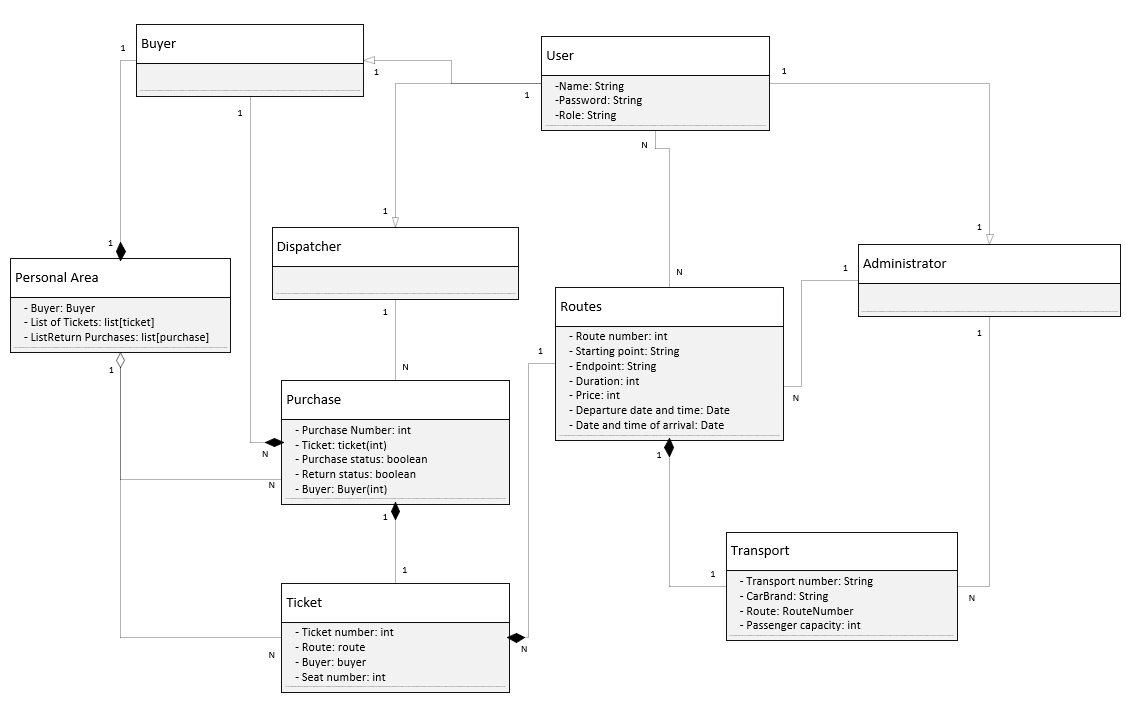 Buyer
1
1
1
User
-Name: String
-Password: String
-Role: String
1
1
N
1
Dispatcher
1
N
1
1
Administrator
1
1
Personal Area
- Buyer: Buyer
- List of Tickets: list[ticket]
- ListReturn Purchases: list[purchase]
1
N
Routes
- Route number: int
- Starting point: String
- Endpoint: String
- Duration: int
- Price: int
- Departure date and time: Date
- Date and time of arrival: Date
1
N
1
Purchase
- Purchase Number: int
- Ticket: ticket(int)
- Purchase status: boolean
- Return status: boolean
- Buyer: Buyer(int)
N
N
1
1
Transport
- Transport number: String
- CarBrand: String
- Route: RouteNumber
- Passenger capacity: int
1
N
Ticket
- Ticket number: int
- Route: route
- Buyer: buyer
- Seat number: int
N
N